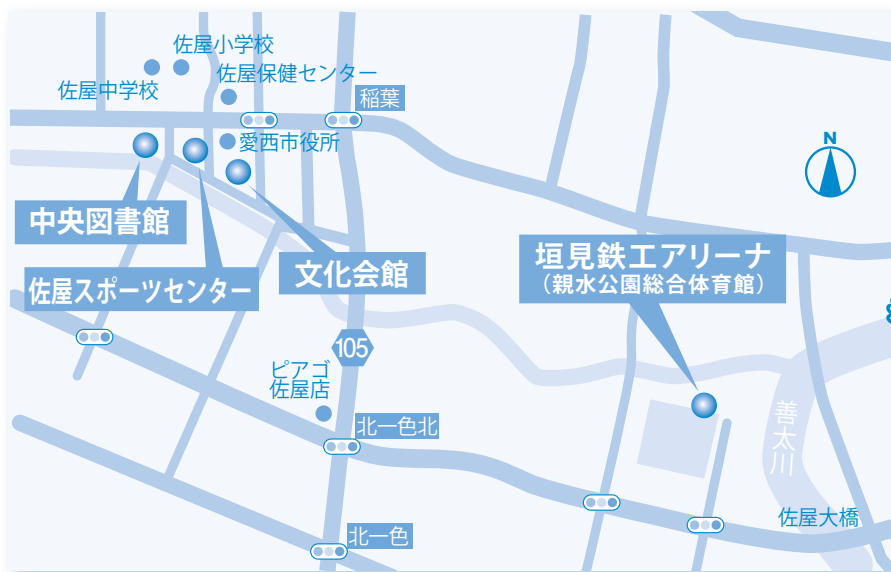 佐屋小学校
佐屋中学校
佐屋保健センター
稲葉
愛西市役所
N
中央図書館
佐屋スポーツセンター
文化会館
垣見鉄工アリーナ
（親水公園総合体育館）
105
ピアゴ
佐屋店
北一色北
善太川
佐屋大橋
北一色